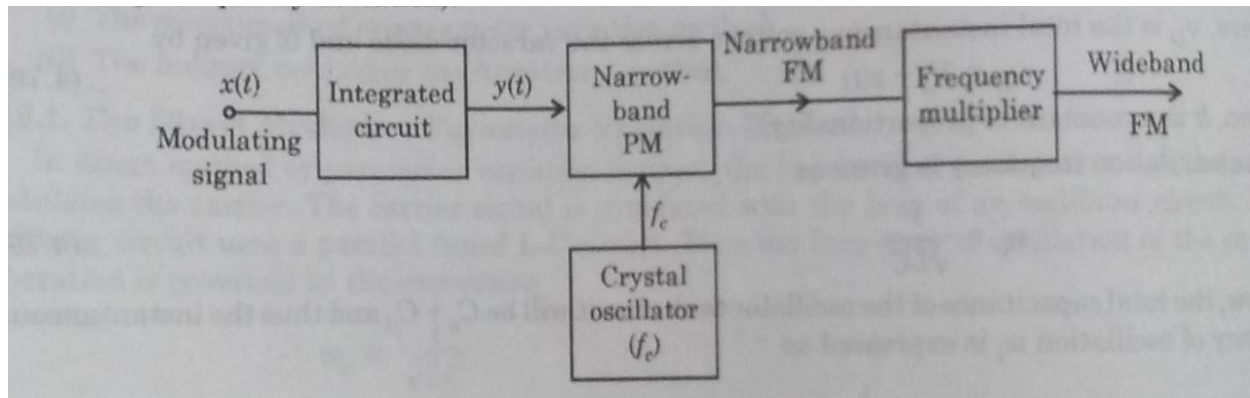 x(t)
Modulating
signal
Integrated
circuit
y(t)
Narrow-
band
PM
Narrowband
FM
Frequency
multiplier
Wideband
FM
f_c
Crystal
oscillator
(f_c)